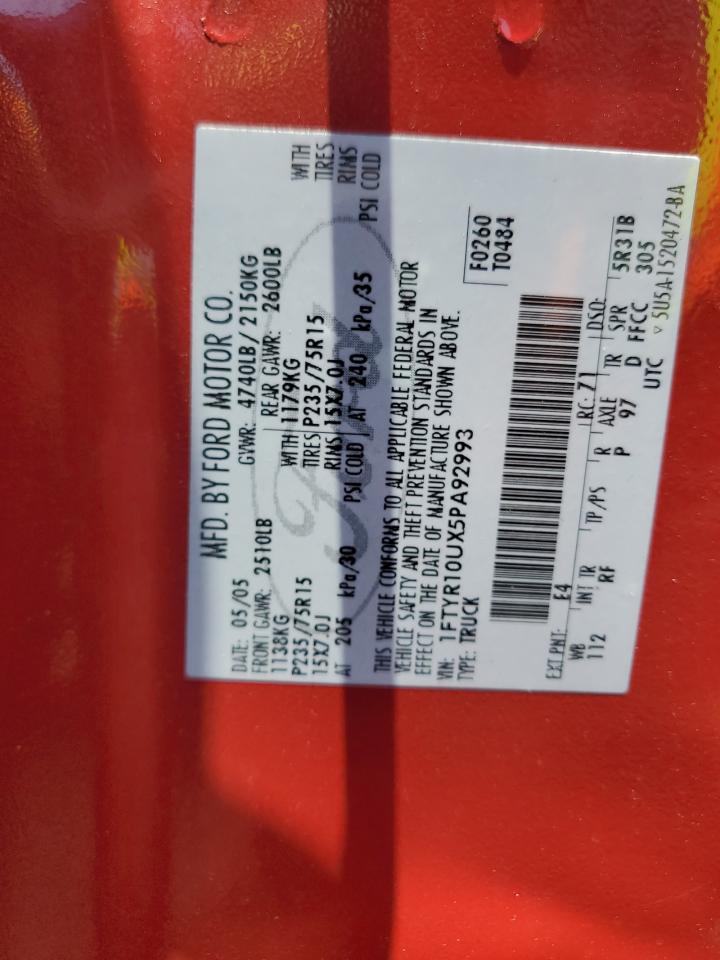 MFD. BY FORD MOTOR CO.
DATE: 05/05 GVWR: 4740LB/ 2150KG
FRONT GAWR: 2510LB REAR GAWR: 2600LB
1138KG WITH 1179KG WITH
P235/75R15 TIRES P235/75R15 TIRES
15X7.0J RIMS 15X7.0J RIMS
AT 205 kPa/30 PSI COLD AT 240 kPa/35 PSI COLD
THIS VEHICLE CONFORMS TO ALL APPLICABLE FEDERAL MOTOR
VEHICLE SAFETY AND THEFT PREVENTION STANDARDS IN
EFFECT ON THE DATE OF MANUFACTURE SHOWN ABOVE.
VIN: 1FTYR10UX5PA92993
TYPE: TRUCK
F0260
T0484
EXT PNT: E4 RC: 71 DSO:
WB INT TR TP/PS R AXLE TR SPR
112 RF P 97 D FFCC 5R31B
UTC 305
▽ 5U5A-1520472-BA
Ford